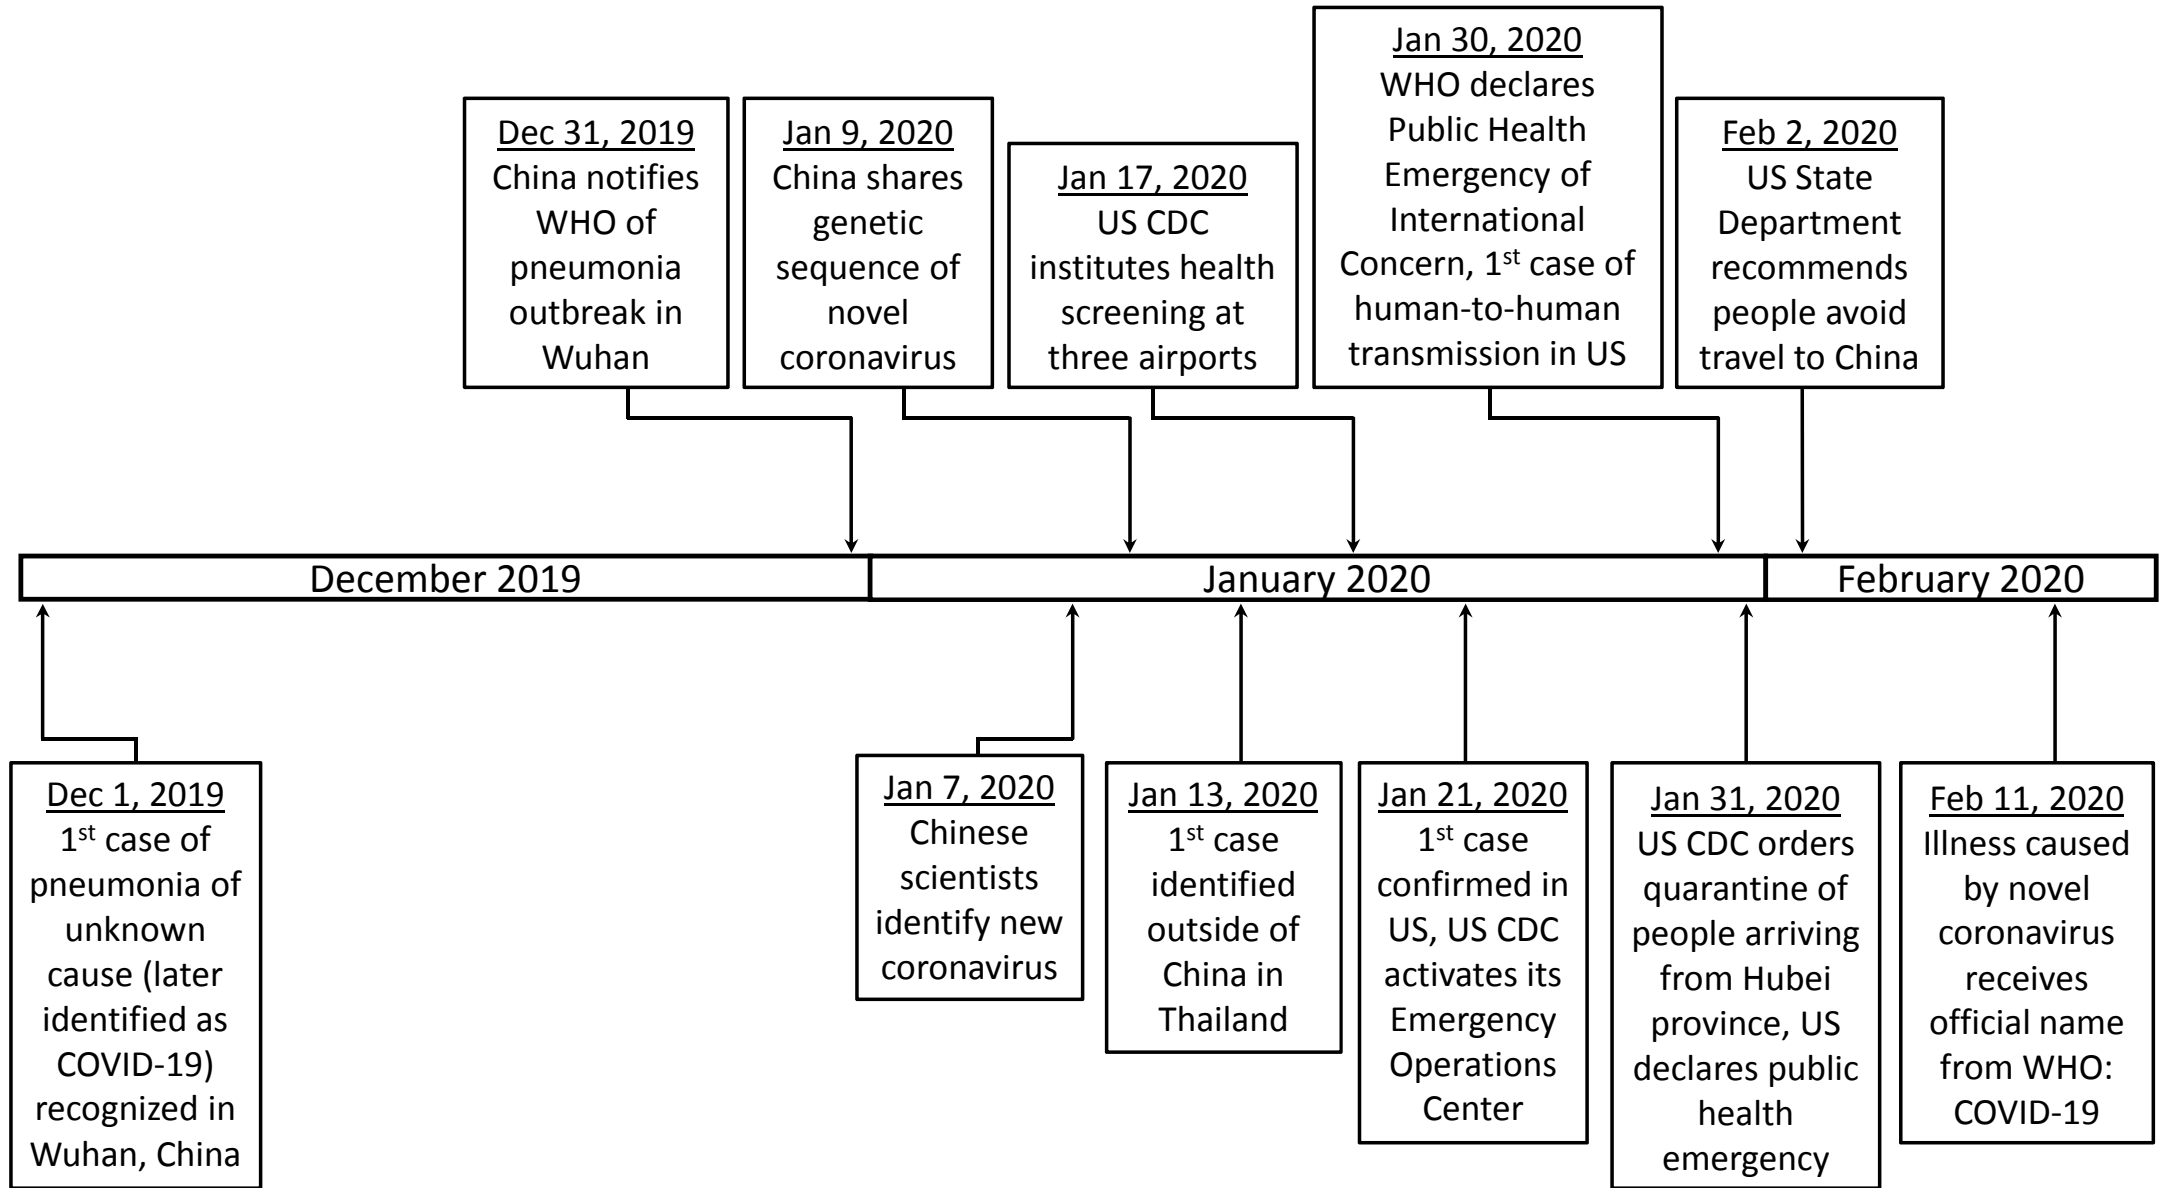 Dec 31, 2019
China notifies
WHO of
pneumonia
outbreak in
Wuhan
Jan 9, 2020
China shares
genetic
sequence of
novel
coronavirus
Jan 17, 2020
US CDC
institutes health
screening at
three airports
Jan 30, 2020
WHO declares
Public Health
Emergency of
International
Concern, 1st case of
human-to-human
transmission in US
Feb 2, 2020
US State
Department
recommends
people avoid
travel to China
December 2019
January 2020
February 2020
Dec 1, 2019
1st case of
pneumonia of
unknown
cause (later
identified as
COVID-19)
recognized in
Wuhan, China
Jan 7, 2020
Chinese
scientists
identify new
coronavirus
Jan 13, 2020
1st case
identified
outside of
China in
Thailand
Jan 21, 2020
1st case
confirmed in
US, US CDC
activates its
Emergency
Operations
Center
Jan 31, 2020
US CDC orders
quarantine of
people arriving
from Hubei
province, US
declares public
health
emergency
Feb 11, 2020
Illness caused
by novel
coronavirus
receives
official name
from WHO:
COVID-19